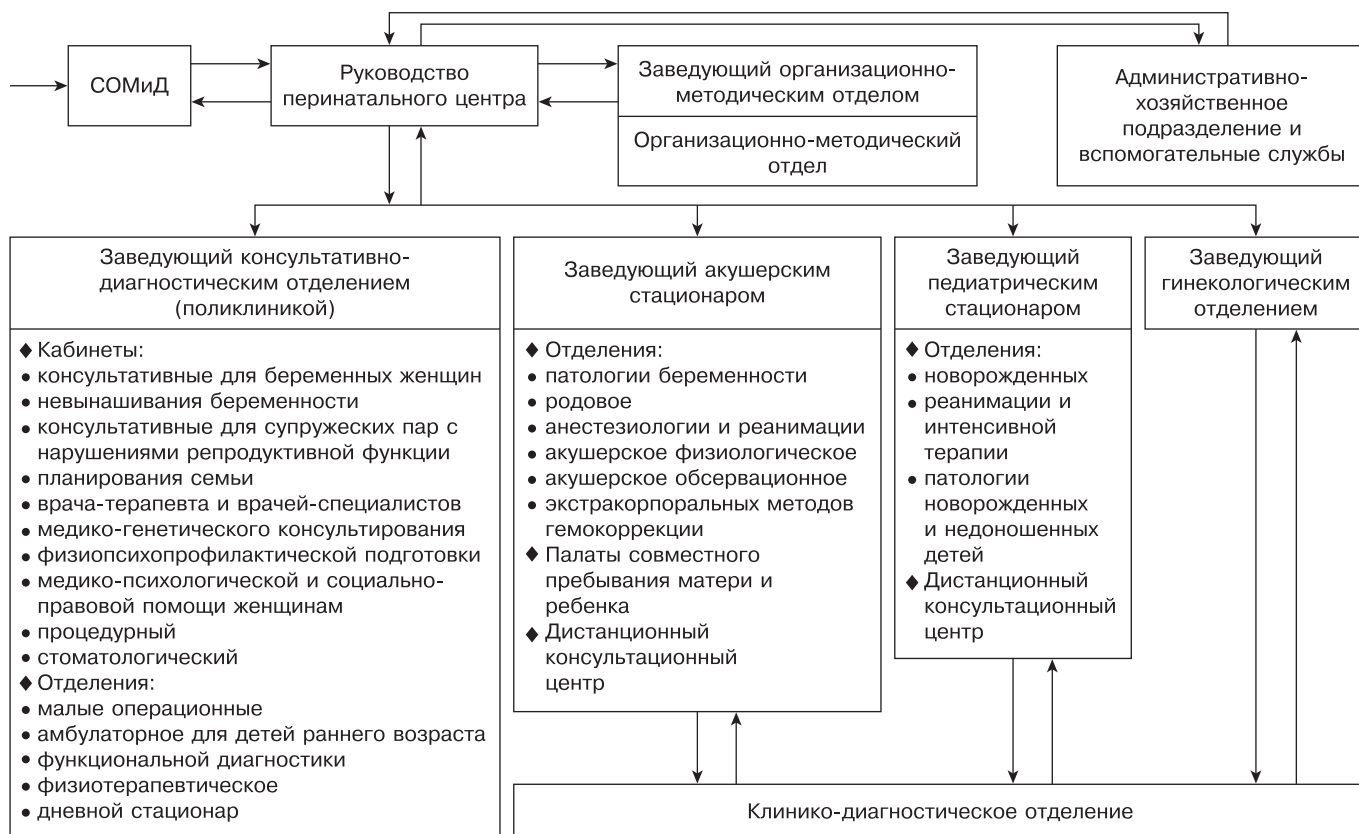 СОМиД
Руководство
перинатального центра
Заведующий организационно-
методическим отделом
Организационно-методический
отдел
Административно-
хозяйственное
подразделение и
вспомогательные службы
Заведующий консультативно-
диагностическим отделением
(поликлиникой)
♦ Кабинеты:
• консультативные для беременных женщин
• невынашивания беременности
• консультативные для супружеских пар с
нарушениями репродуктивной функции
• планирования семьи
• врача-терапевта и врачей-специалистов
• медико-генетического консультирования
• физиопсихопрофилактической подготовки
• медико-психологической и социально-
правовой помощи женщинам
• процедурный
• стоматологический
♦ Отделения:
• малые операционные
• амбулаторное для детей раннего возраста
• функциональной диагностики
• физиотерапевтическое
• дневной стационар
Заведующий акушерским
стационаром
♦ Отделения:
• патологии беременности
• родовое
• анестезиологии и реанимации
• акушерское физиологическое
• акушерское обсервационное
• экстракорпоральных методов
гемокоррекции
♦ Палаты совместного
пребывания матери и
ребенка
♦ Дистанционный
консультационный
центр
Заведующий
педиатрическим
стационаром
♦ Отделения:
• новорожденных
• реанимации и
интенсивной
терапии
• патологии
новорожденных
и недоношенных
детей
♦ Дистанционный
консультационный
центр
Заведующий
гинекологическим
отделением
Клинико-диагностическое отделение